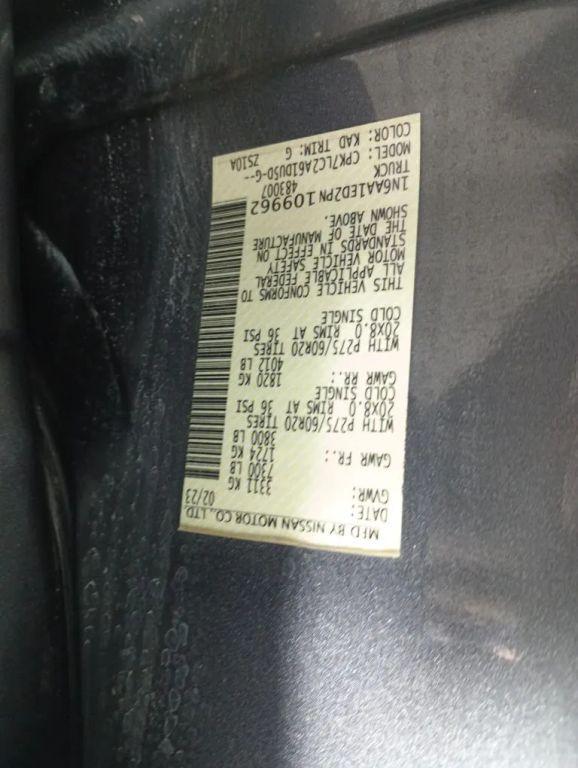 MFD BY NISSAN MOTOR CO., LTD.
DATE: 02/23
GVWR: 3311 KG
7300 LB
GAWR FR.: 1724 KG
3800 LB
WITH P275/60R20 TIRES
20X8.0 RIMS AT 36 PSI
COLD SINGLE
GAWR RR.: 1820 KG
4012 LB
WITH P275/60R20 TIRES
20X8.0 RIMS AT 36 PSI
COLD SINGLE
THIS VEHICLE CONFORMS TO
ALL APPLICABLE FEDERAL
MOTOR VEHICLE SAFETY
STANDARDS IN EFFECT ON
THE DATE OF MANUFACTURE
SHOWN ABOVE.
1N6AA1ED2PN109962
TRUCK 483007
MODEL: CPK7LC2A61DU5D-G--
COLOR: KAD TRIM: G ZS10A